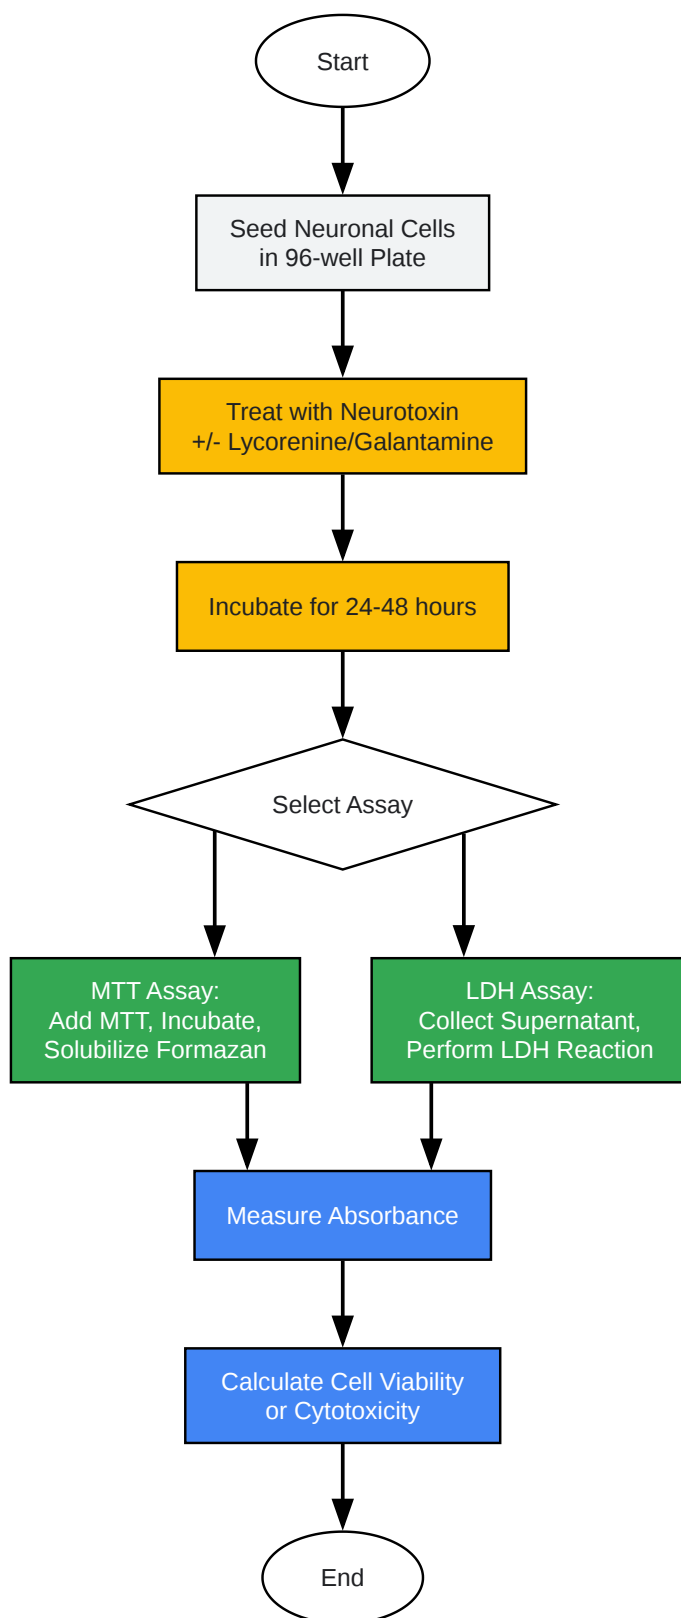 Start
Seed Neuronal Cells
in 96-well Plate
Treat with Neurotoxin
+/- Lycorenine/Galantamine
Incubate for 24-48 hours
Select Assay
MTT Assay:
Add MTT, Incubate,
Solubilize Formazan
LDH Assay:
Collect Supernatant,
Perform LDH Reaction
Measure Absorbance
Calculate Cell Viability
or Cytotoxicity
End